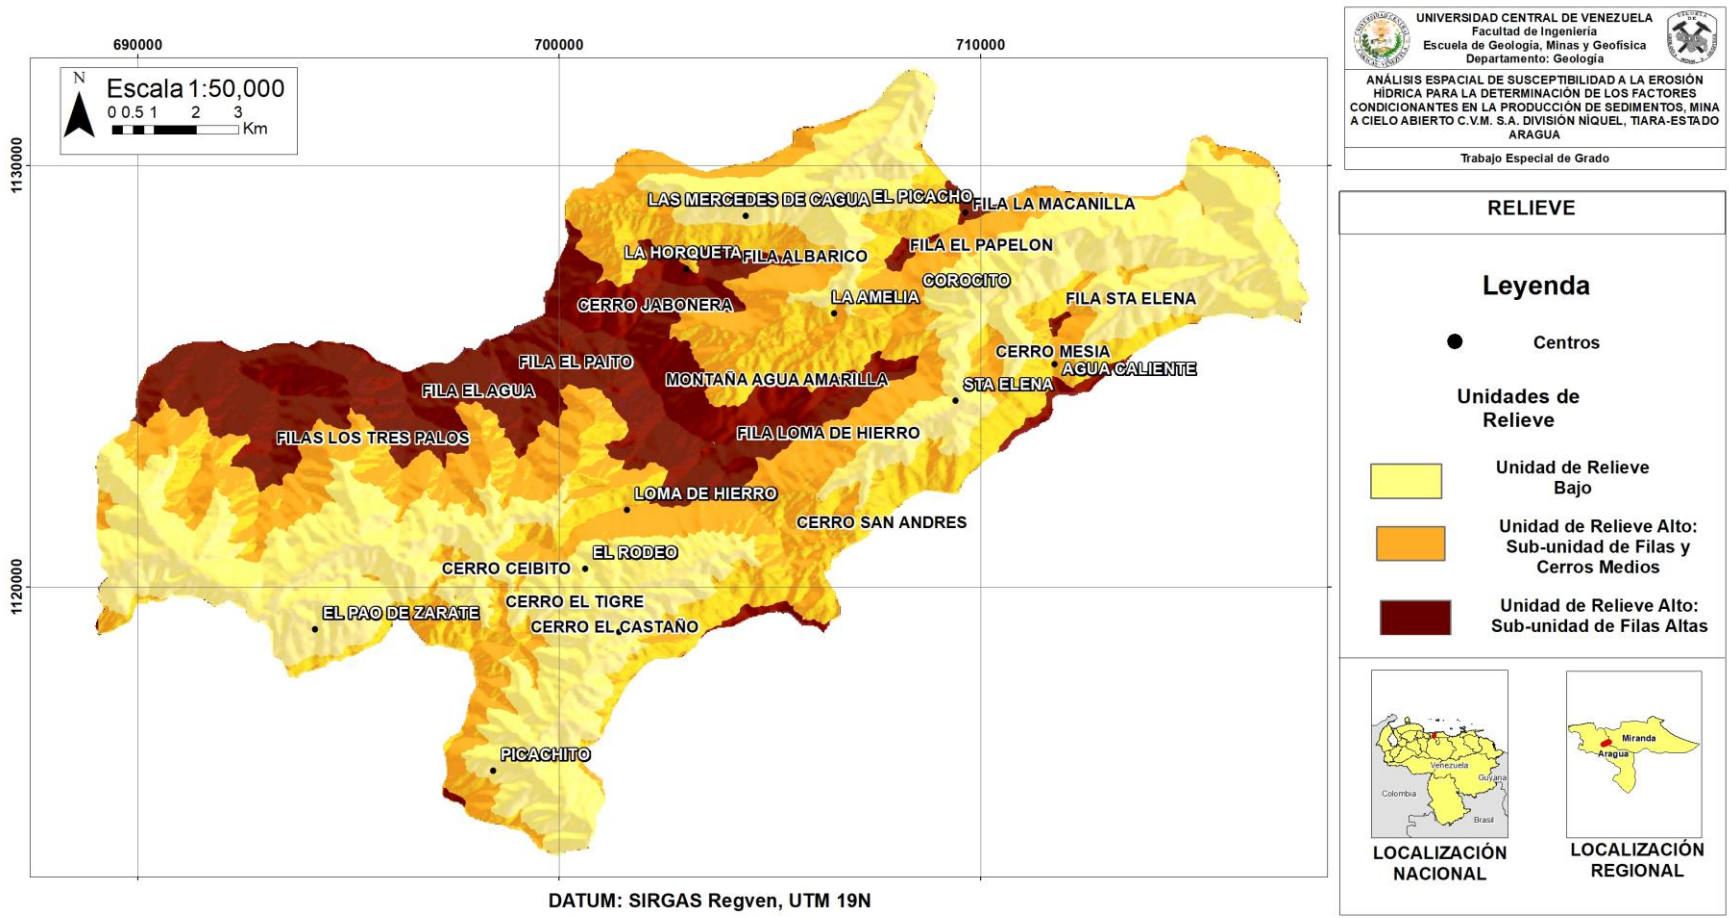 690000
700000
710000
1130000
1120000
N
Escala 1:50,000
0 0.5 1 2 3
Km
LAS MERCEDES DE CAGUA
EL PICACHO
FILA LA MACANILLA
LA HORQUETA
FILA ALBARICO
FILA EL PAPELON
COROCITO
CERRO JABONERA
LA AMELIA
FILA STA ELENA
FILA EL PAITO
CERRO MESIA
AGUA CALIENTE
FILA EL AGUA
MONTAÑA AGUA AMARILLA
STA ELENA
FILAS LOS TRES PALOS
FILA LOMA DE HIERRO
LOMA DE HIERRO
CERRO SAN ANDRES
EL RODEO
CERRO CEIBITO
CERRO EL TIGRE
EL PAO DE ZARATE
CERRO EL CASTAÑO
PICACHITO
DATUM: SIRGAS Regven, UTM 19N
UNIVERSIDAD CENTRAL DE VENEZUELA
Facultad de Ingeniería
Escuela de Geología, Minas y Geofísica
Departamento: Geología
ANÁLISIS ESPACIAL DE SUSCEPTIBILIDAD A LA EROSIÓN
HÍDRICA PARA LA DETERMINACIÓN DE LOS FACTORES
CONDICIONANTES EN LA PRODUCCIÓN DE SEDIMENTOS, MINA
A CIELO ABIERTO C.V.M. S.A. DIVISIÓN NÍQUEL, TIARA-ESTADO
ARAGUA
Trabajo Especial de Grado
RELIEVE
Leyenda
Centros
Unidades de
Relieve
Unidad de Relieve
Bajo
Unidad de Relieve Alto:
Sub-unidad de Filas y
Cerros Medios
Unidad de Relieve Alto:
Sub-unidad de Filas Altas
Venezuela
Guyana
Colombia
Brasil
LOCALIZACIÓN
NACIONAL
Miranda
Aragua
LOCALIZACIÓN
REGIONAL